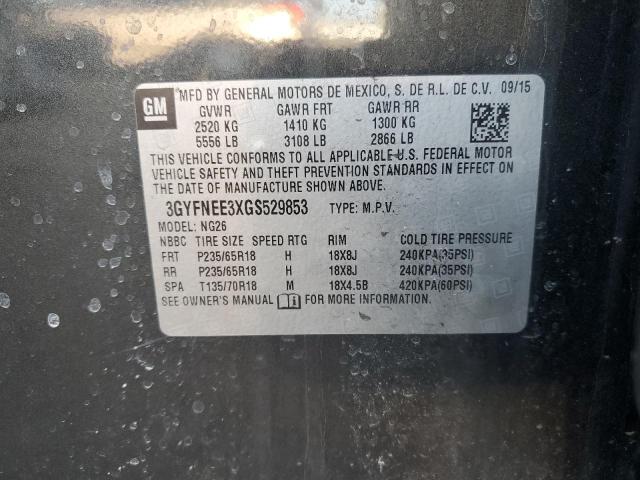 GM
MFD BY GENERAL MOTORS DE MEXICO, S. DE R.L. DE C.V. 09/15
GVWR GAWR FRT GAWR RR
2520 KG 1410 KG 1300 KG
5556 LB 3108 LB 2866 LB
THIS VEHICLE CONFORMS TO ALL APPLICABLE U.S. FEDERAL MOTOR
VEHICLE SAFETY AND THEFT PREVENTION STANDARDS IN EFFECT ON
THE DATE OF MANUFACTURE SHOWN ABOVE.
3GYFNEE3XGS529853 TYPE: M.P.V.
MODEL: NG26
NBBC TIRE SIZE SPEED RTG RIM COLD TIRE PRESSURE
FRT P235/65R18 H 18X8J 240KPA(35PSI)
RR P235/65R18 H 18X8J 240KPA(35PSI)
SPA T135/70R18 M 18X4.5B 420KPA(60PSI)
SEE OWNER'S MANUAL FOR MORE INFORMATION.